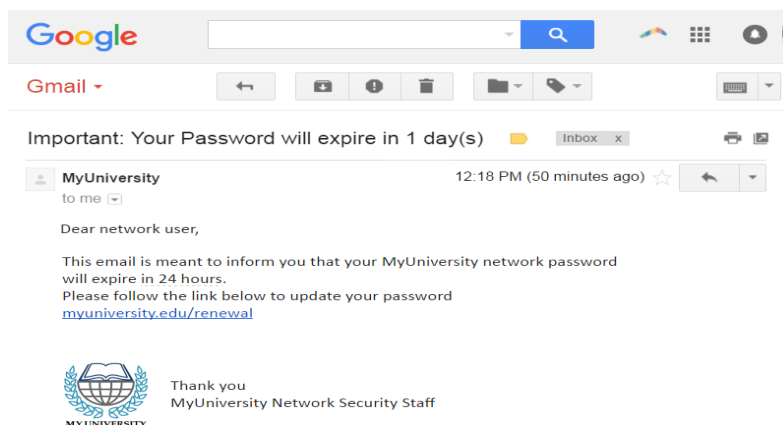 Google
Gmail
Important: Your Password will expire in 1 day(s) Inbox x
MyUniversity 12:18 PM (50 minutes ago)
to me
Dear network user,
This email is meant to inform you that your MyUniversity network password
will expire in 24 hours.
Please follow the link below to update your password
myuniversity.edu/renewal
Thank you
MyUniversity Network Security Staff
MY UNIVERSITY